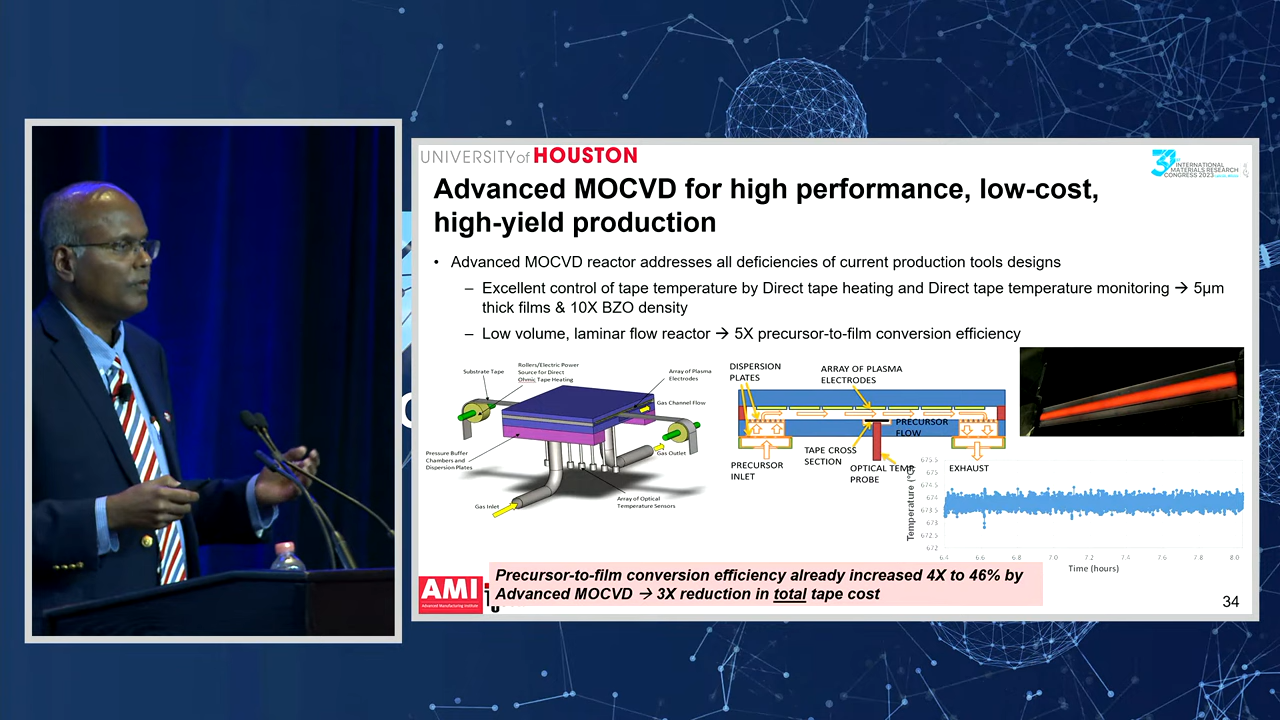 UNIVERSITYof HOUSTON
INTERNATIONAL
MATERIALS RESEARCH
CONGRESS 2023
Advanced MOCVD for high performance, low-cost,
high-yield production
• Advanced MOCVD reactor addresses all deficiencies of current production tools designs
– Excellent control of tape temperature by Direct tape heating and Direct tape temperature monitoring → 5μm
thick films & 10X BZO density
– Low volume, laminar flow reactor → 5X precursor-to-film conversion efficiency
Substrate Tape
Rollers/Electric Power
Source for Direct
Ohmic Tape Heating
Array of Plasma
Electrodes
Gas Channel Flow
Pressure Buffer
Chambers and
Dispersion Plates
Gas Outlet
Gas Inlet
Array of Optical
Temperature Sensors
DISPERSION
PLATES
ARRAY OF PLASMA
ELECTRODES
PRECURSOR
FLOW
TAPE CROSS
SECTION
PRECURSOR
INLET
OPTICAL TEMP
PROBE
EXHAUST
Temperature (°C)
675.5
675
674.5
674
673.5
673
672.5
672
6.4 6.6 6.8 7.0 7.2 7.4 7.6 7.8 8.0
Time (hours)
Precursor-to-film conversion efficiency already increased 4X to 46% by
Advanced MOCVD → 3X reduction in total tape cost
AMI
Advanced Manufacturing Institute
34